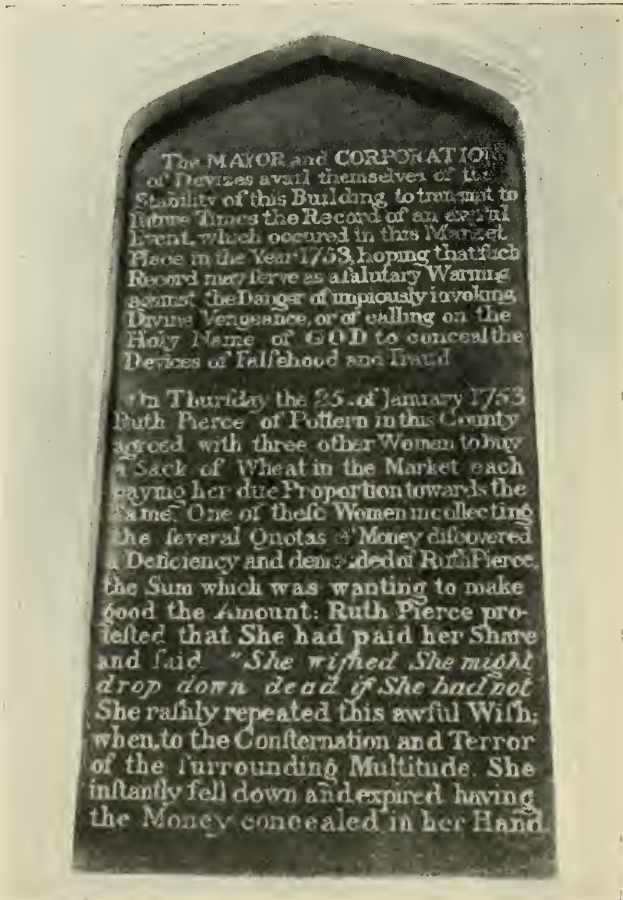 The MAYOR and CORPORATION
of Devizes avail themselves of the
Stability of this Building, to transmit to
future Times the Record of an awful
Event, which occured in this Market
Place in the Year 1753, hoping that such
Record may ſerve as a ſalutary Warning
against the Danger of impiously invoking
Divine Vengeance, or of calling on the
Holy Name of GOD to conceal the
Devices of Falſehood and Fraud
On Thurſday the 25. of January 1753
Ruth Pierce of Pottern in this County
agreed with three other Women to buy
a Sack of Wheat in the Market each
paying her due Proportion towards the
same: One of theſe Women in collecting
the ſeveral Quotas of Money diſcovered
a Deficiency and demanded of Ruth Pierce,
the Sum which was wanting to make
good the Amount: Ruth Pierce pro-
teſted that She had paid her Share
and ſaid "She wiſhed She might
drop down dead if She had not
She raſhly repeated this awful Wiſh;
when, to the Conſternation and Terror
of the ſurrounding Multitude, She
inſtantly fell down and expired having
the Money concealed in her Hand.